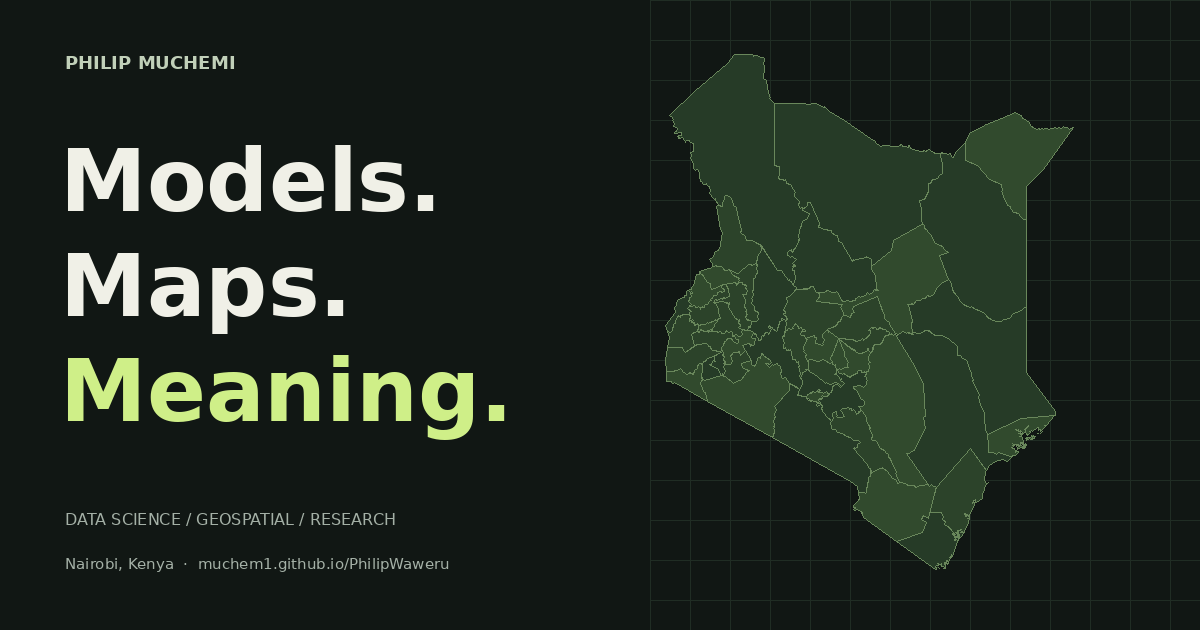 PHILIP MUCHEMI
Models.
Maps.
Meaning.
DATA SCIENCE / GEOSPATIAL / RESEARCH
Nairobi, Kenya · muchem1.github.io/PhilipWaweru